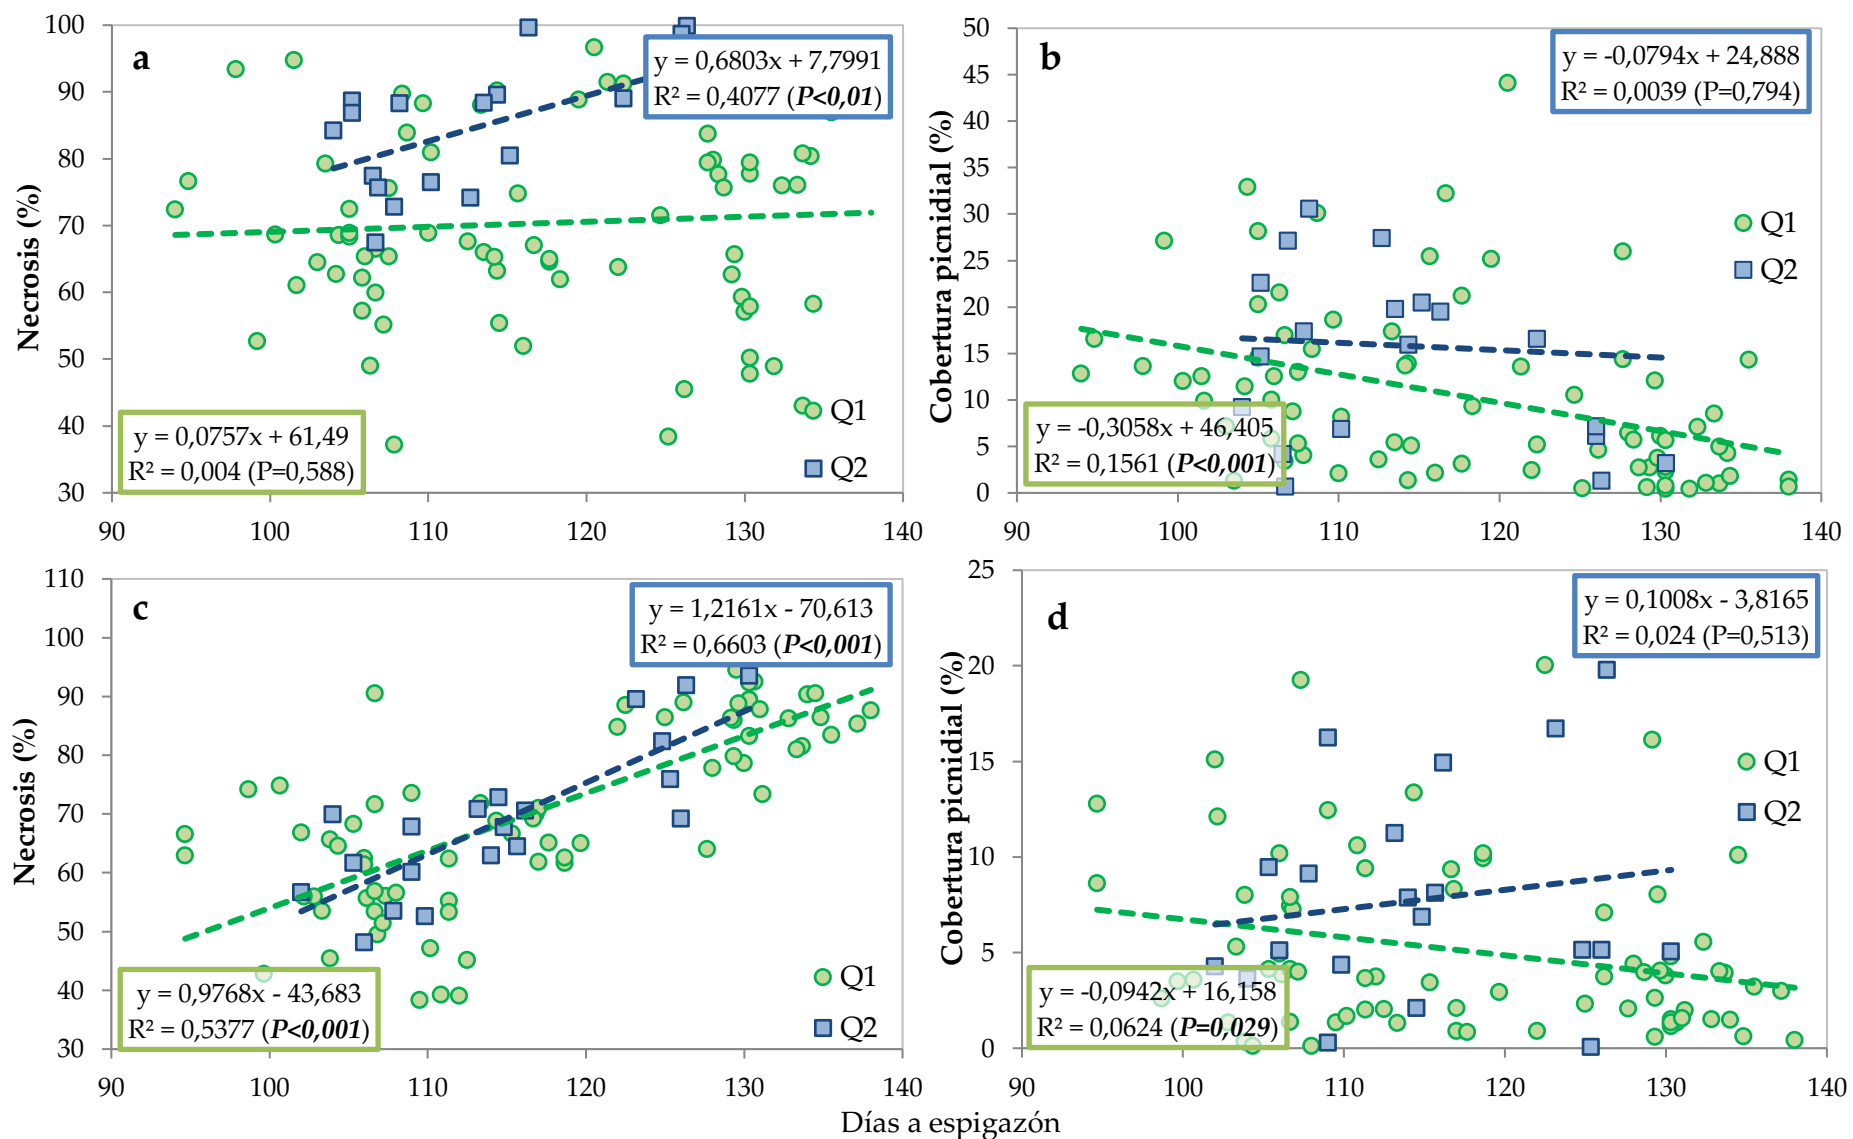 a
y = 0,6803x + 7,7991
R² = 0,4077 (P<0,01)
100
90
80
70
60
50
40
30
Necrosis (%)
Q1
Q2
y = 0,0757x + 61,49
R² = 0,004 (P=0,588)
90 100 110 120 130 140
b
y = -0,0794x + 24,888
R² = 0,0039 (P=0,794)
50
45
40
35
30
25
20
15
10
5
0
Cobertura picnidial (%)
Q1
Q2
y = -0,3058x + 46,405
R² = 0,1561 (P<0,001)
90 100 110 120 130 140
c
y = 1,2161x - 70,613
R² = 0,6603 (P<0,001)
110
100
90
80
70
60
50
40
30
Necrosis (%)
Q1
Q2
y = 0,9768x - 43,683
R² = 0,5377 (P<0,001)
90 100 110 120 130 140
d
y = 0,1008x - 3,8165
R² = 0,024 (P=0,513)
25
20
15
10
5
0
Cobertura picnidial (%)
Q1
Q2
y = -0,0942x + 16,158
R² = 0,0624 (P=0,029)
90 100 110 120 130 140
Días a espigazón